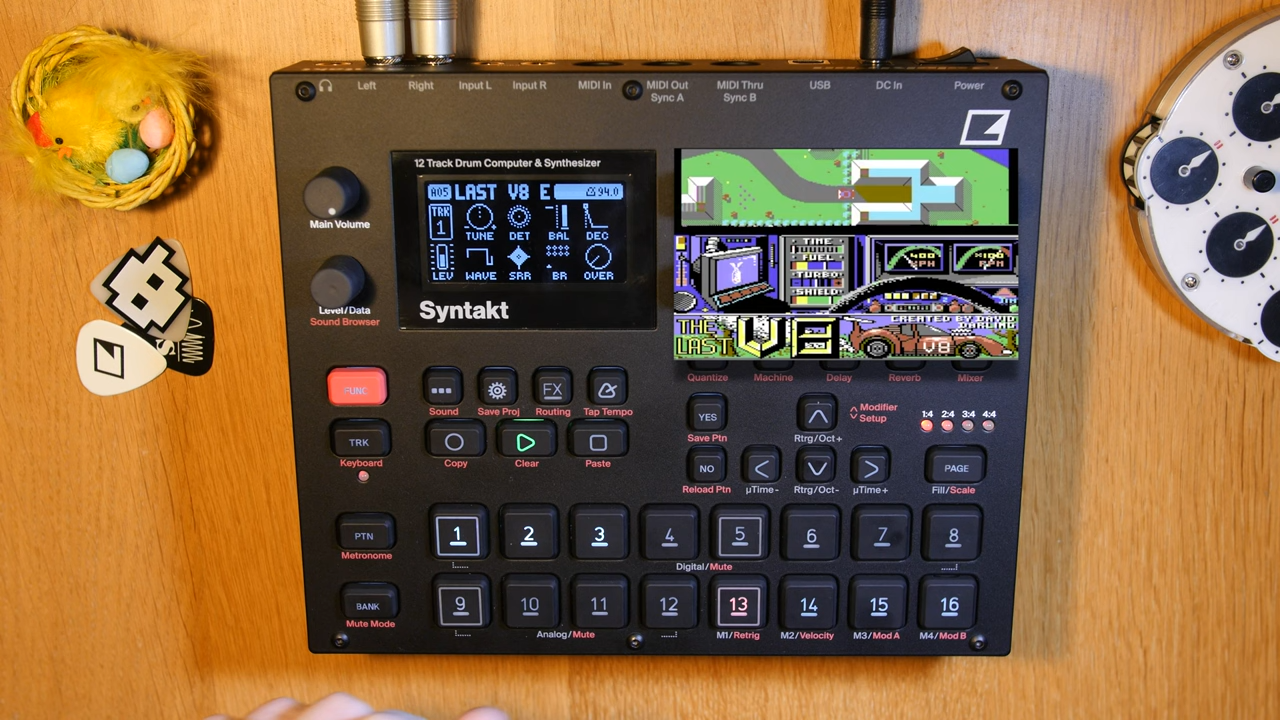 Left Right Input L Input R MIDI In MIDI Out MIDI Thru USB DC In Power
Sync A Sync B
12 Track Drum Computer & Synthesizer
A05 LAST V8 E 94.0
TRK
1
TUNE DET BAL DEC
LEV WAVE SRR BR OVER
Syntakt
Main Volume
Level/Data
Sound Browser
TIME
FUEL
TURBO
SHIELD
400
MPH
×100
RPM
THE
LAST
V8
CREATED BY DAVID
DARLING
V8
Quantize Machine Delay Reverb Mixer
FUNC
FX
Sound Save Proj Routing Tap Tempo
YES
Save Ptn
Rtrg/Oct+
Modifier
Setup
1:4 2:4 3:4 4:4
TRK
Keyboard
Copy Clear Paste
NO
Reload Ptn µTime- Rtrg/Oct- µTime+
PAGE
Fill/Scale
PTN
Metronome
1 2 3 4 5 6 7 8
Digital/Mute
BANK
Mute Mode
9 10 11 12 13 14 15 16
Analog/Mute M1/Retrig M2/Velocity M3/Mod A M4/Mod B